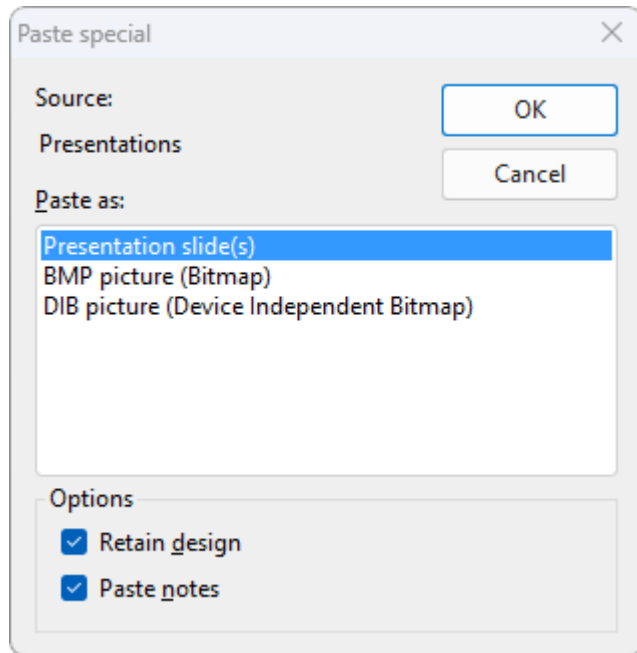 Paste special
Source:
OK
Presentations
Cancel
Paste as:
Presentation slide(s)
BMP picture (Bitmap)
DIB picture (Device Independent Bitmap)
Options
Retain design
Paste notes